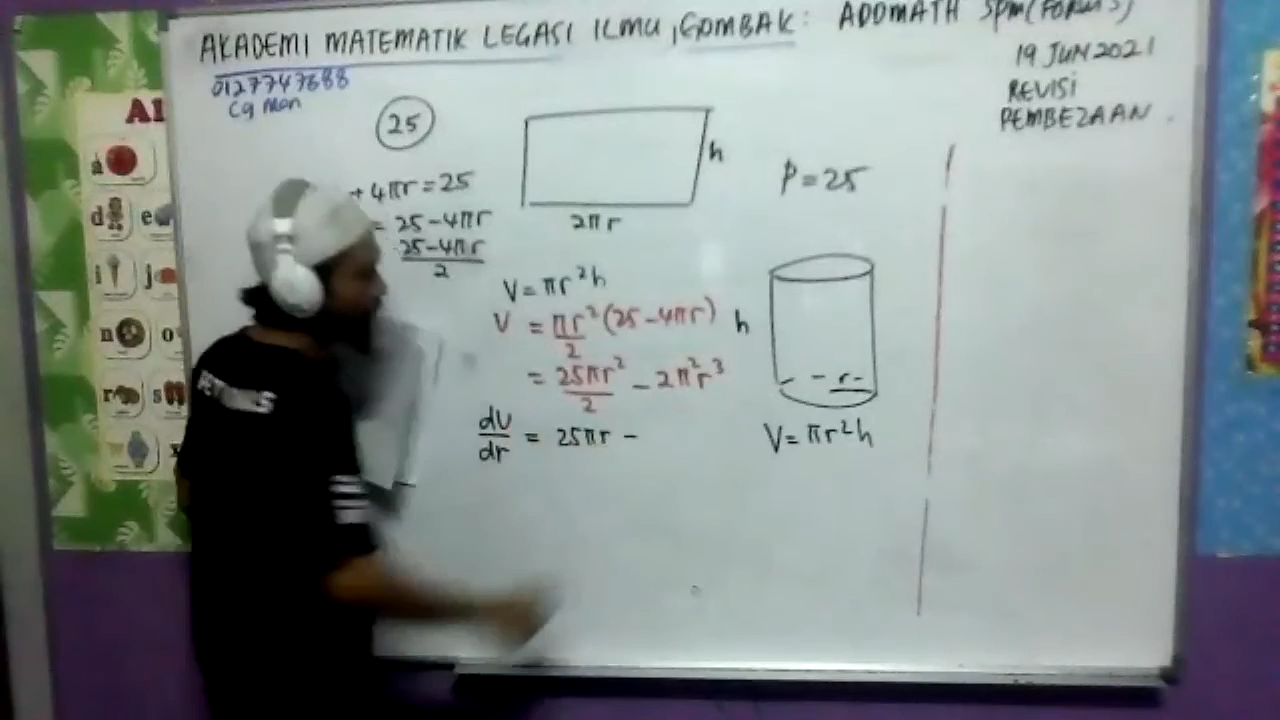 AKADEMI MATEMATIK LEGASI ILMU, GOMBAK: ADDMATH SPM (FORM 5)
0127747688
Cg Man
19 JUN 2021
REVISI
PEMBEZAAN.
25
h
2πr
P = 25
+ 4πr = 25
= 25 - 4πr
25 - 4πr
2
V = πr²h
V = πr²/2 (25 - 4πr)
= 25πr²/2 - 2π²r³
dV/dr = 25πr -
h
r
V = πr²h
A
a
d
e
i
j
n
o
r
s